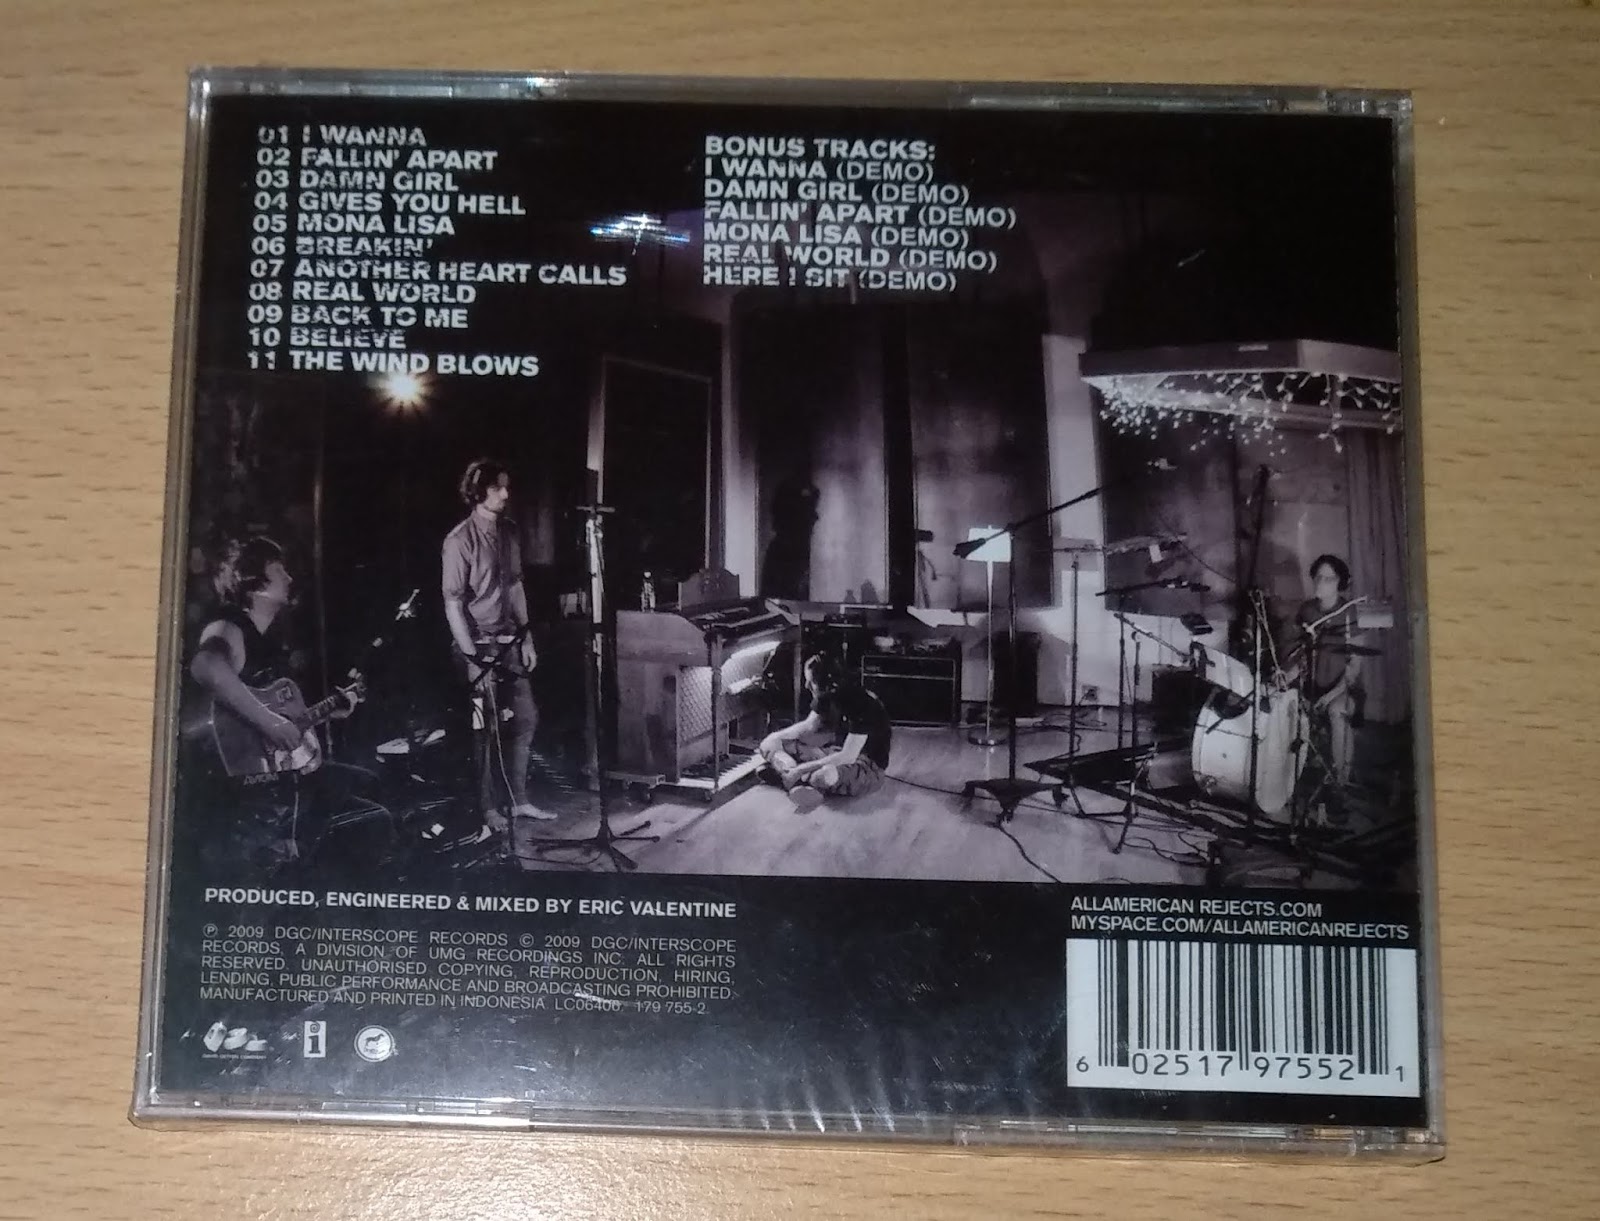 01 I WANNA
02 FALLIN' APART
03 DAMN GIRL
04 GIVES YOU HELL
05 MONA LISA
06 BREAKIN'
07 ANOTHER HEART CALLS
08 REAL WORLD
09 BACK TO ME
10 BELIEVE
11 THE WIND BLOWS
BONUS TRACKS:
I WANNA (DEMO)
DAMN GIRL (DEMO)
FALLIN' APART (DEMO)
MONA LISA (DEMO)
REAL WORLD (DEMO)
HERE I SIT (DEMO)
PRODUCED, ENGINEERED & MIXED BY ERIC VALENTINE
℗ 2009 DGC/INTERSCOPE RECORDS © 2009 DGC/INTERSCOPE
RECORDS, A DIVISION OF UMG RECORDINGS INC. ALL RIGHTS
RESERVED. UNAUTHORISED COPYING, REPRODUCTION, HIRING,
LENDING, PUBLIC PERFORMANCE AND BROADCASTING PROHIBITED.
MANUFACTURED AND PRINTED IN INDONESIA LC06406. 179 755-2
i
ALLAMERICAN REJECTS.COM
MYSPACE.COM/ALLAMERICANREJECTS
6 02517 97552 1